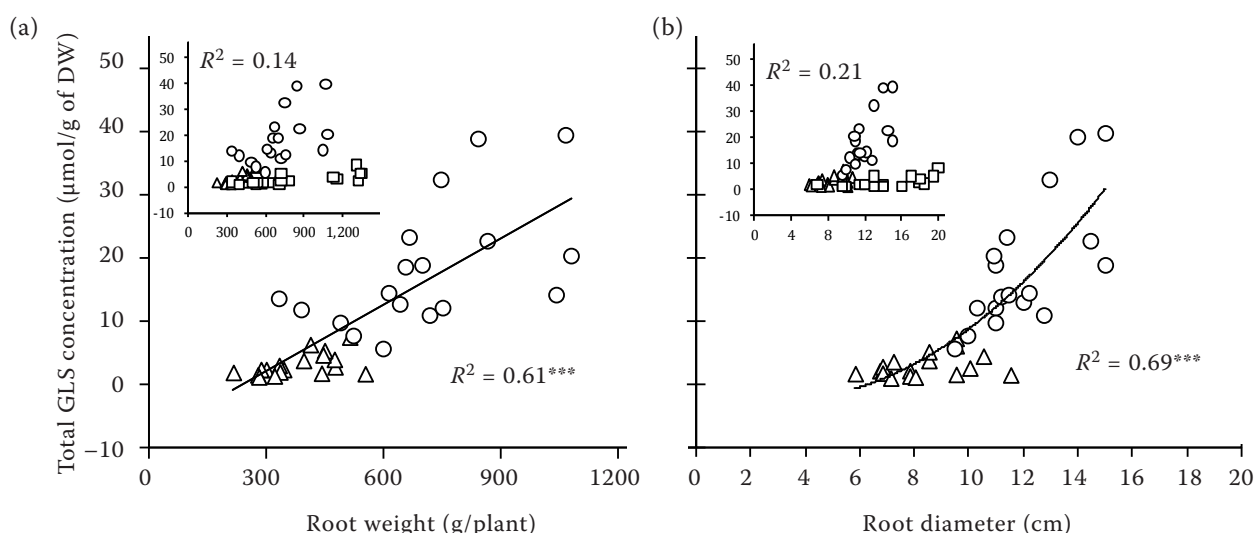 (a)
Total GLS concentration (µmol/g of DW)
50
40
30
20
10
0
−10
0 300 600 900 1200
Root weight (g/plant)
R² = 0.61***
50
40
30
20
10
0
-10
0 300 600 900 1,200
R² = 0.14
(b)
R² = 0.69***
0 2 4 6 8 10 12 14 16 18 20
Root diameter (cm)
50
40
30
20
10
0
-10
0 4 8 12 16 20
R² = 0.21